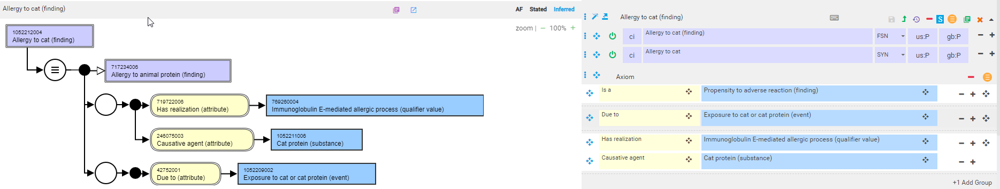 Allergy to cat (finding)
AF Stated Inferred
zoom | − 100% +
1052212004
Allergy to cat (finding)
717234006
Allergy to animal protein (finding)
719722006
Has realization (attribute)
769260004
Immunoglobulin E-mediated allergic process (qualifier value)
246075003
Causative agent (attribute)
1052211006
Cat protein (substance)
42752001
Due to (attribute)
1052209002
Exposure to cat or cat protein (event)
Allergy to cat (finding)
S
ci Allergy to cat (finding) FSN us:P gb:P
ci Allergy to cat SYN us:P gb:P
Axiom
Is a Propensity to adverse reaction (finding)
Due to Exposure to cat or cat protein (event)
Has realization Immunoglobulin E-mediated allergic process (qualifier value)
Causative agent Cat protein (substance)
+1 Add Group